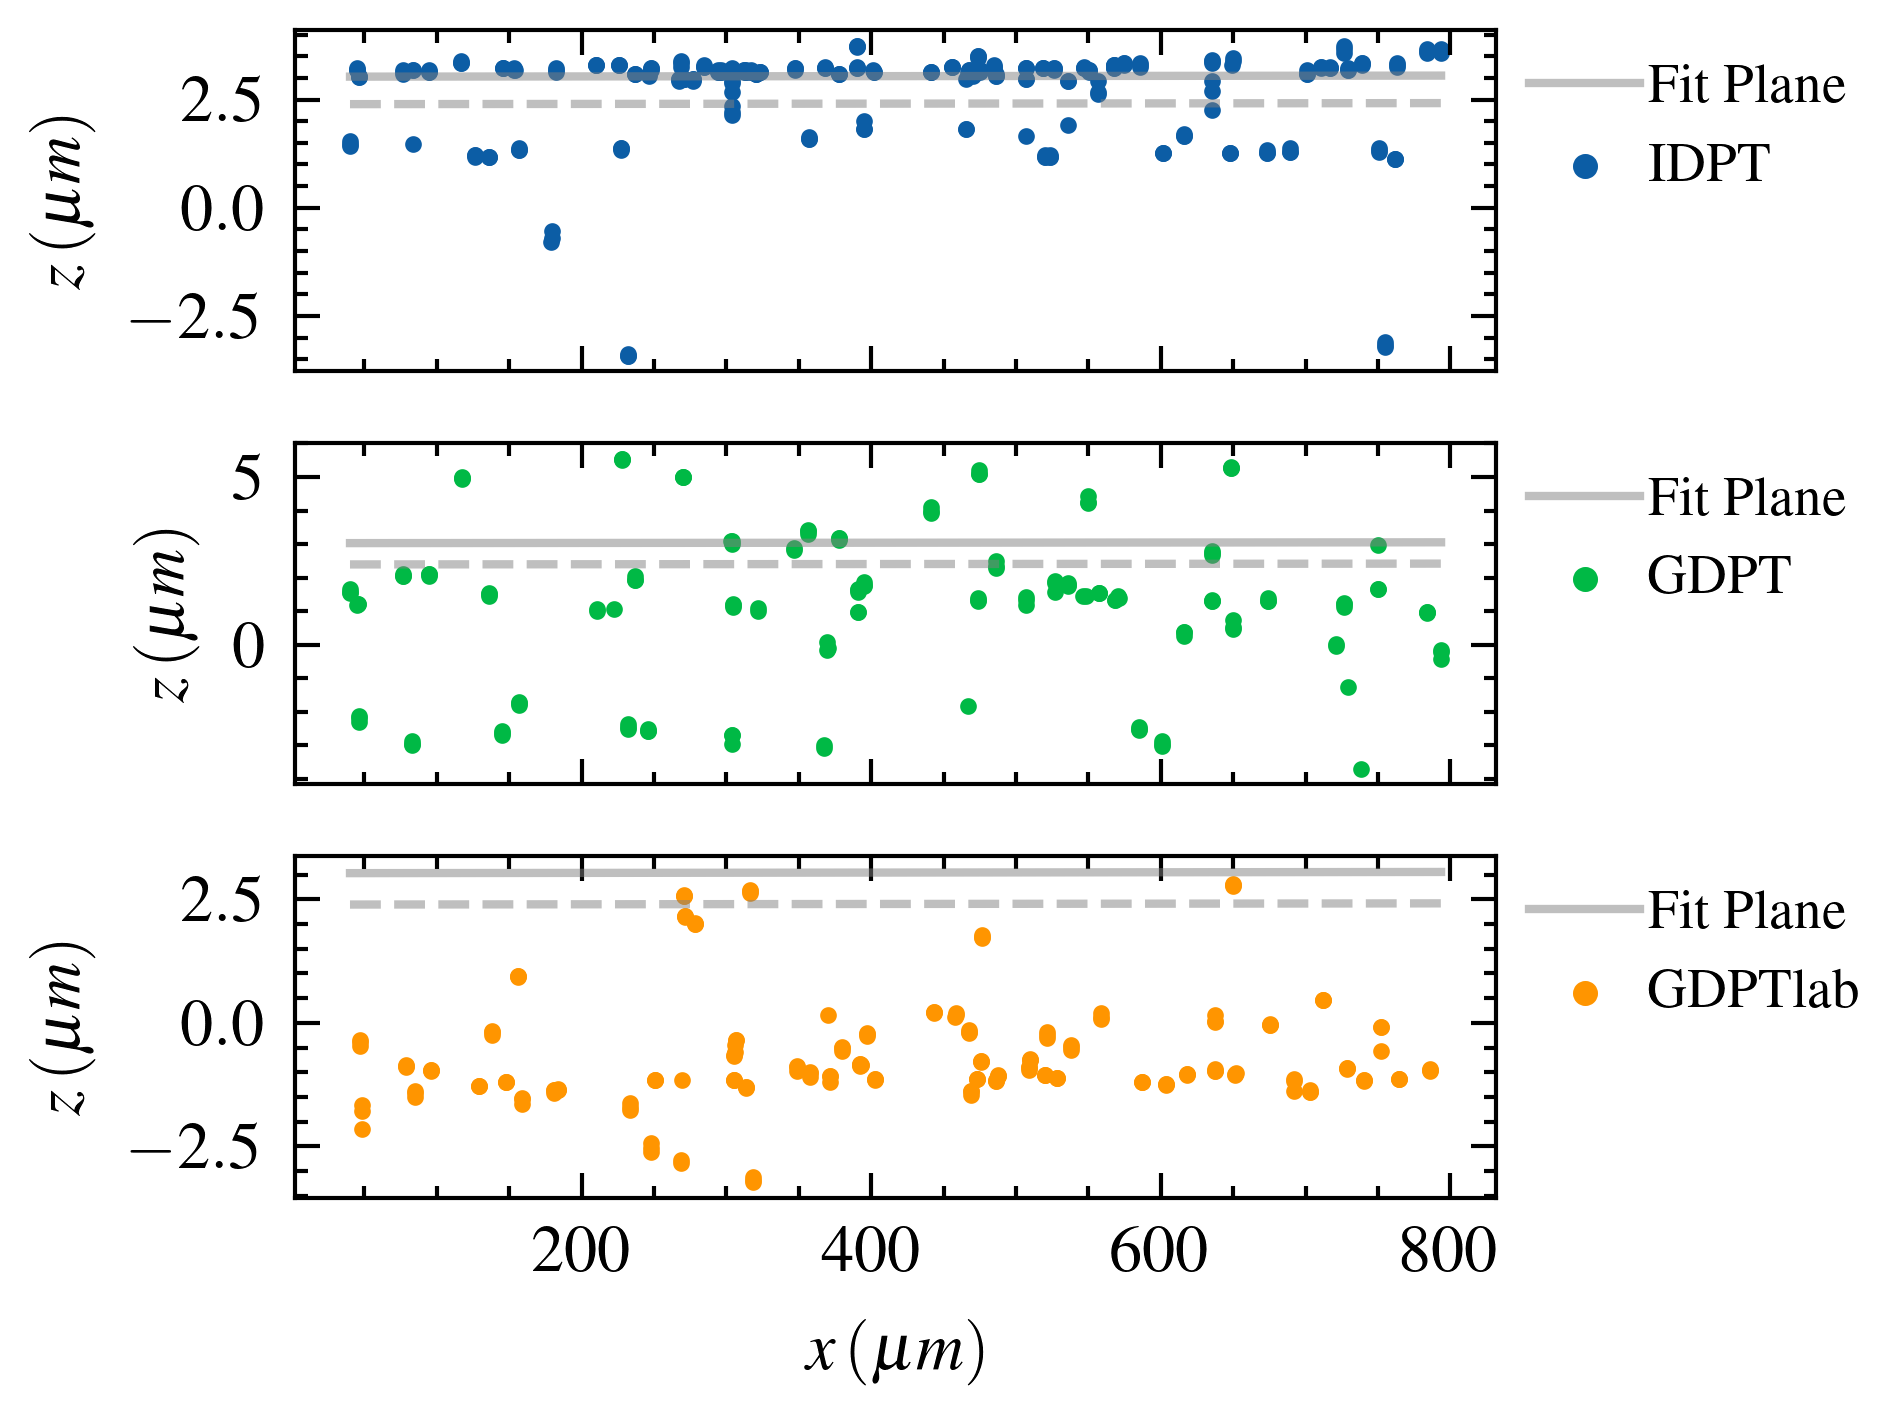 2.5
0.0
−2.5
z (μm)
Fit Plane
IDPT
5
0
z (μm)
Fit Plane
GDPT
2.5
0.0
−2.5
z (μm)
Fit Plane
GDPTlab
200 400 600 800
x (μm)